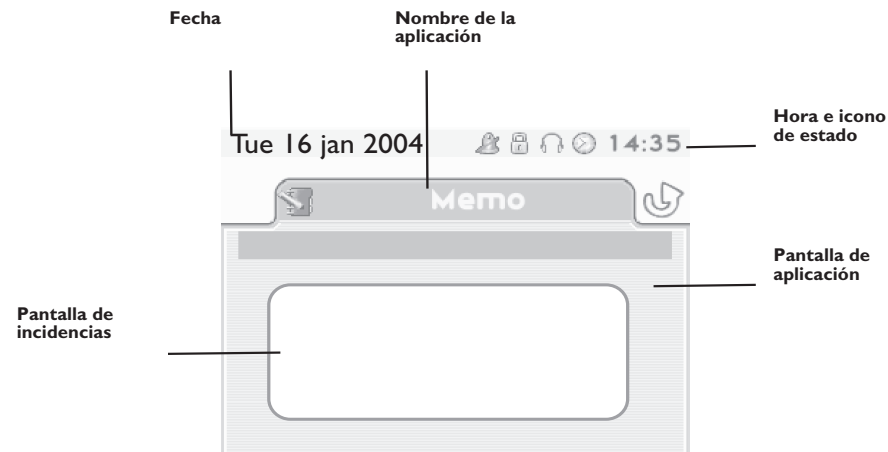 Fecha
Nombre de la
aplicación
Hora e icono
de estado
Tue 16 jan 2004
14:35
Memo
Pantalla de
aplicación
Pantalla de
incidencias